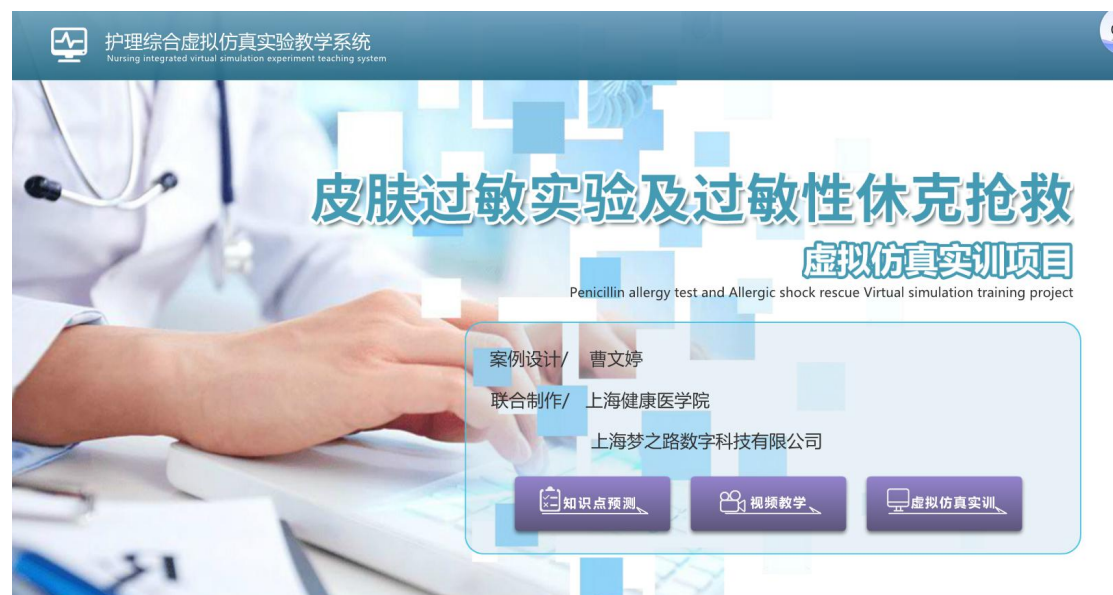 护理综合虚拟仿真实验教学系统
Nursing integrated virtual simulation experiment teaching system
皮肤过敏实验及过敏性休克抢救
虚拟仿真实训项目
Penicillin allergy test and Allergic shock rescue Virtual simulation training project
案例设计/ 曹文婷
联合制作/ 上海健康医学院
上海梦之路数字科技有限公司
知识点预测 视频教学 虚拟仿真实训